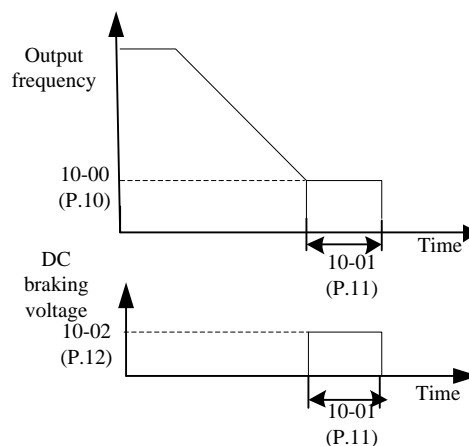 Output
frequency
10-00
(P.10)
Time
10-01
(P.11)
DC
braking
voltage
10-02
(P.12)
Time
10-01
(P.11)